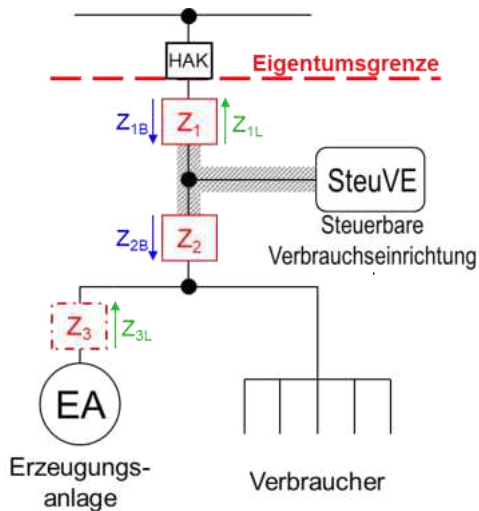 HAK
Eigentumsgrenze
Z1B
Z1
Z1L
SteuVE
Steuerbare
Verbrauchseinrichtung
Z2B
Z2
Z3
Z3L
EA
Erzeugungs-
anlage
Verbraucher